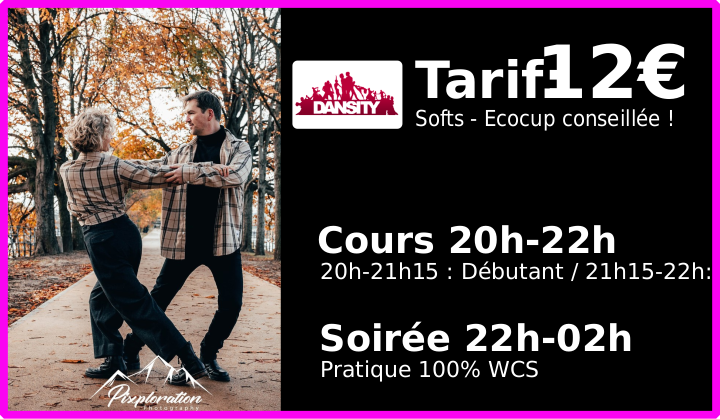 DANSITY
Tarif: 12€
Softs - Ecocup conseillée !
Cours 20h-22h
20h-21h15 : Débutant / 21h15-22h:
Soirée 22h-02h
Pratique 100% WCS
Pixploration
Photography